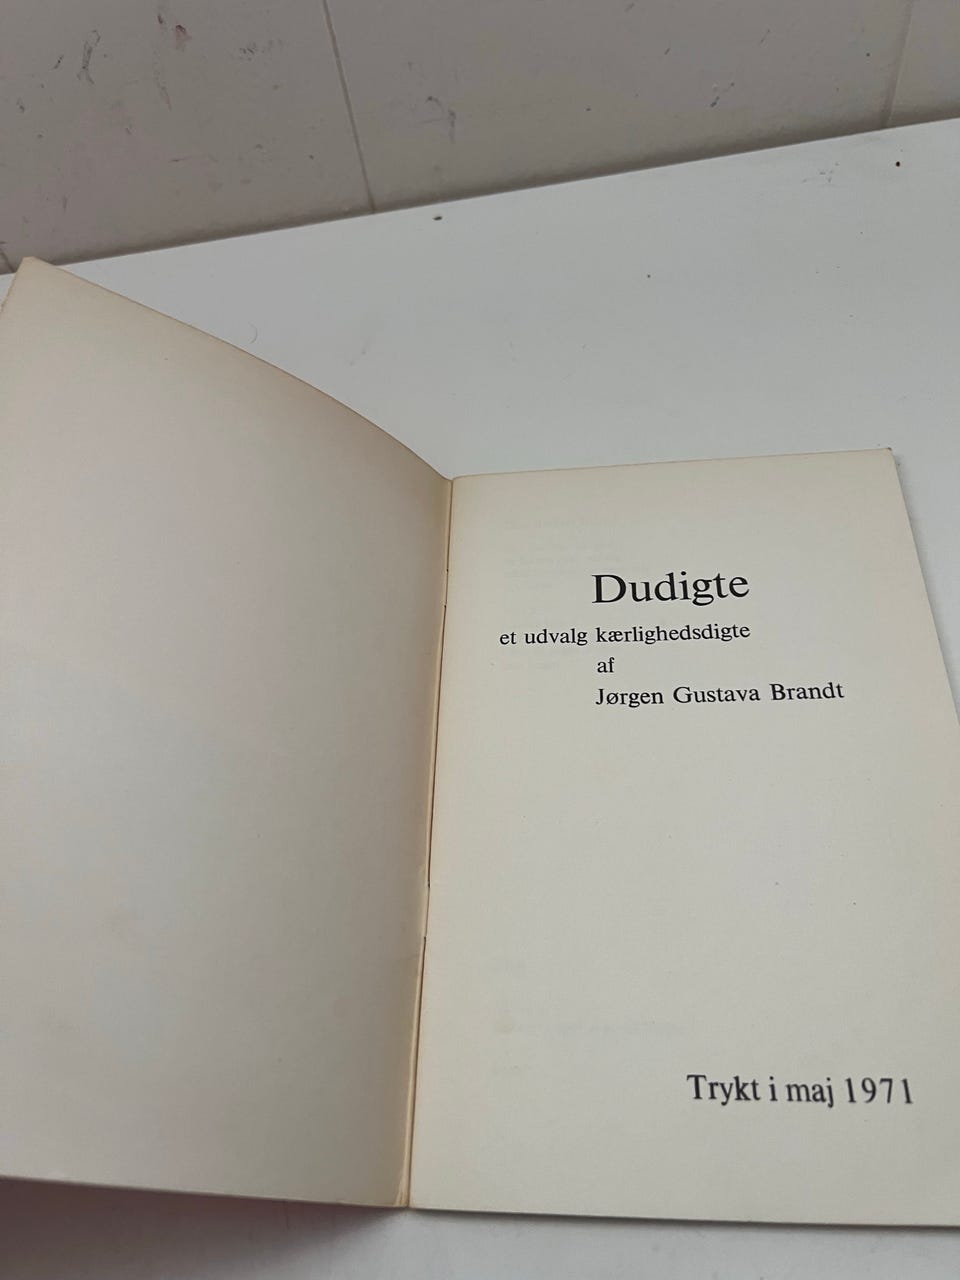 Dudigte
et udvalg kærlighedsdigte
af
Jørgen Gustava Brandt
Trykt i maj 1971